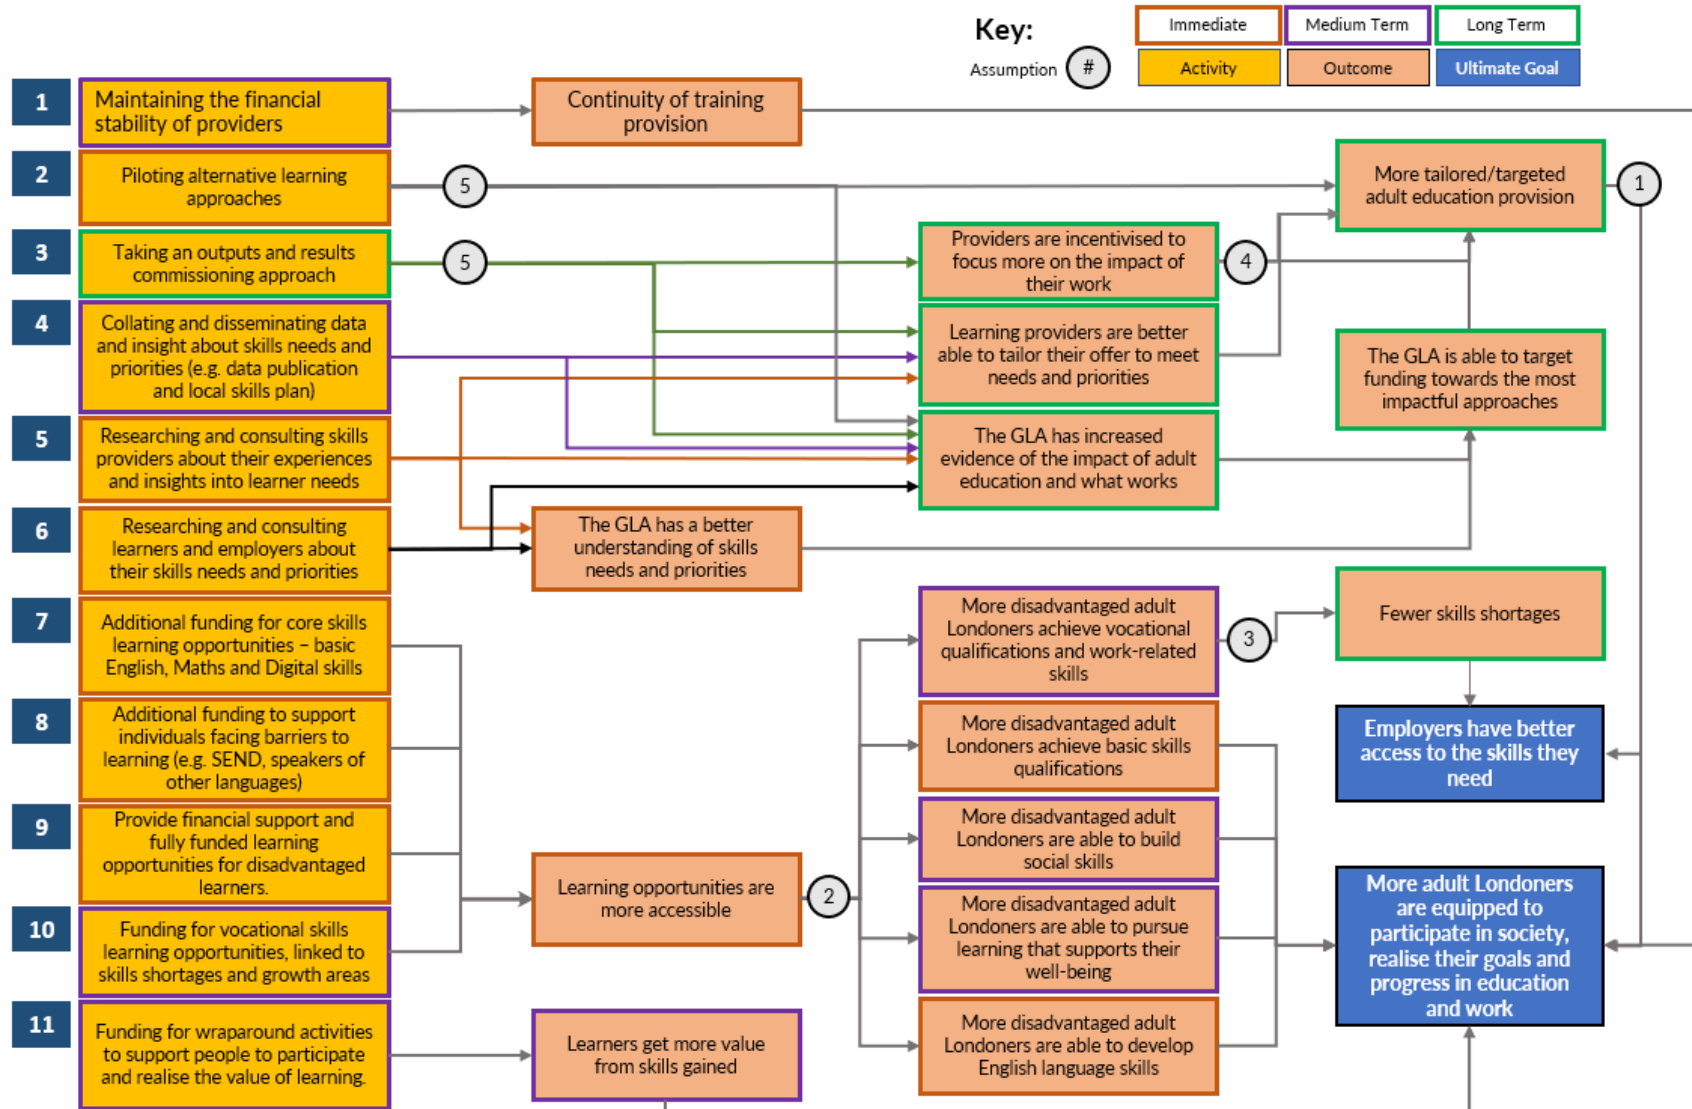 Key:
Immediate
Medium Term
Long Term
Assumption
#
Activity
Outcome
Ultimate Goal
1
Maintaining the financial
stability of providers
Continuity of training
provision
2
Piloting alternative learning
approaches
5
More tailored/targeted
adult education provision
1
3
Taking an outputs and results
commissioning approach
5
Providers are incentivised to
focus more on the impact of
their work
4
4
Collating and disseminating data
and insight about skills needs and
priorities (e.g. data publication
and local skills plan)
Learning providers are better
able to tailor their offer to meet
needs and priorities
The GLA is able to target
funding towards the most
impactful approaches
5
Researching and consulting skills
providers about their experiences
and insights into learner needs
The GLA has increased
evidence of the impact of adult
education and what works
6
Researching and consulting
learners and employers about
their skills needs and priorities
The GLA has a better
understanding of skills
needs and priorities
7
Additional funding for core skills
learning opportunities – basic
English, Maths and Digital skills
More disadvantaged adult
Londoners achieve vocational
qualifications and work-related
skills
3
Fewer skills shortages
8
Additional funding to support
individuals facing barriers to
learning (e.g. SEND, speakers of
other languages)
More disadvantaged adult
Londoners achieve basic skills
qualifications
Employers have better
access to the skills they
need
9
Provide financial support and
fully funded learning
opportunities for disadvantaged
learners.
Learning opportunities are
more accessible
2
More disadvantaged adult
Londoners are able to build
social skills
10
Funding for vocational skills
learning opportunities, linked to
skills shortages and growth areas
More disadvantaged adult
Londoners are able to pursue
learning that supports their
well-being
More adult Londoners
are equipped to
participate in society,
realise their goals and
progress in education
and work
11
Funding for wraparound activities
to support people to participate
and realise the value of learning.
Learners get more value
from skills gained
More disadvantaged adult
Londoners are able to develop
English language skills